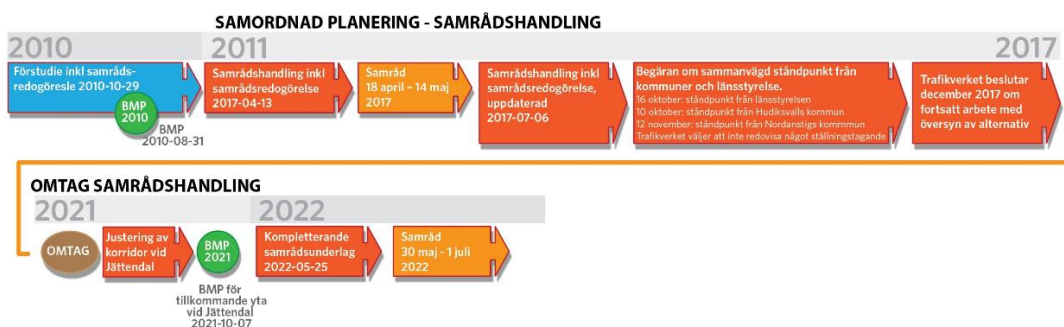 SAMORDNAD PLANERING - SAMRÅDSHANDLING
2010
2011
2017
Förstudie inkl samråds-
redogöresle 2010-10-29
BMP
2010
BMP
2010-08-31
Samrådshandling inkl
samrådsredogörelse
2017-04-13
Samråd
18 april – 14 maj
2017
Samrådshandling inkl
samrådsredogörelse,
uppdaterad
2017-07-06
Begäran om sammanvägd ståndpunkt från
kommuner och länsstyrelse.
16 oktober: ståndpunkt från länsstyrelsen
10 oktober: ståndpunkt från Hudiksvalls kommun
12 november: ståndpunkt från Nordanstigs kommmun
Trafikverket väljer att inte redovisa något ställningstagande
Trafikverket beslutar
december 2017 om
fortsatt arbete med
översyn av alternativ
OMTAG SAMRÅDSHANDLING
2021
2022
OMTAG
Justering av
korridor vid
Jättendal
BMP
2021
BMP för
tillkommande yta
vid Jättendal
2021-10-07
Kompletterande
samrådsunderlag
2022-05-25
Samråd
30 maj - 1 juli
2022